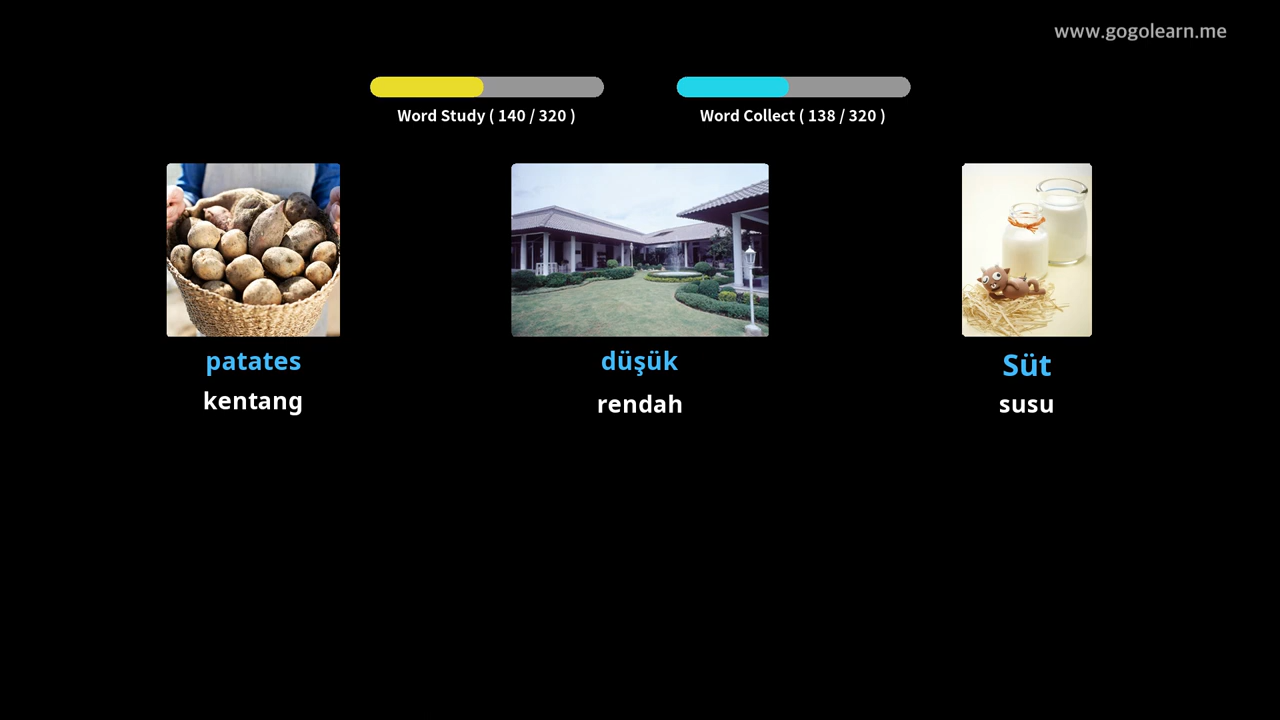 www.gogolearn.me
Word Study ( 140 / 320 )
Word Collect ( 138 / 320 )
patates
kentang
düşük
rendah
Süt
susu